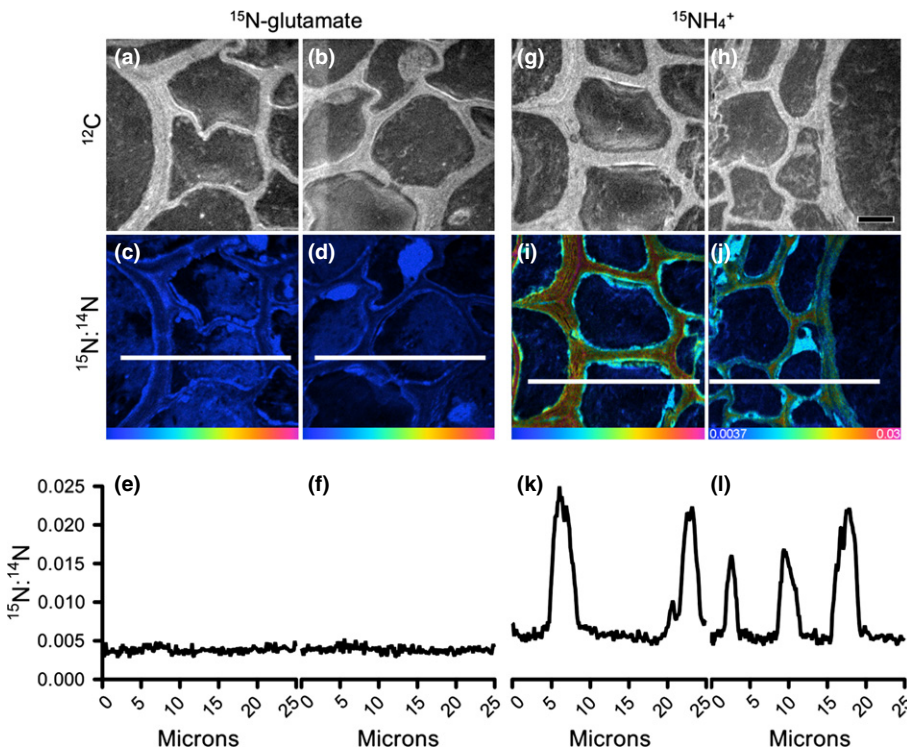 ¹⁵N-glutamate ¹⁵NH₄⁺
(a) (b) (g) (h)
¹²C
(c) (d) (i) (j)
¹⁵N:¹⁴N
0.0037 0.03
(e) (f) (k) (l)
0.025
0.020
0.015
0.010
0.005
0.000
¹⁵N:¹⁴N
0 5 10 15 20 25 0 5 10 15 20 25 0 5 10 15 20 25 0 5 10 15 20 25
Microns Microns Microns Microns